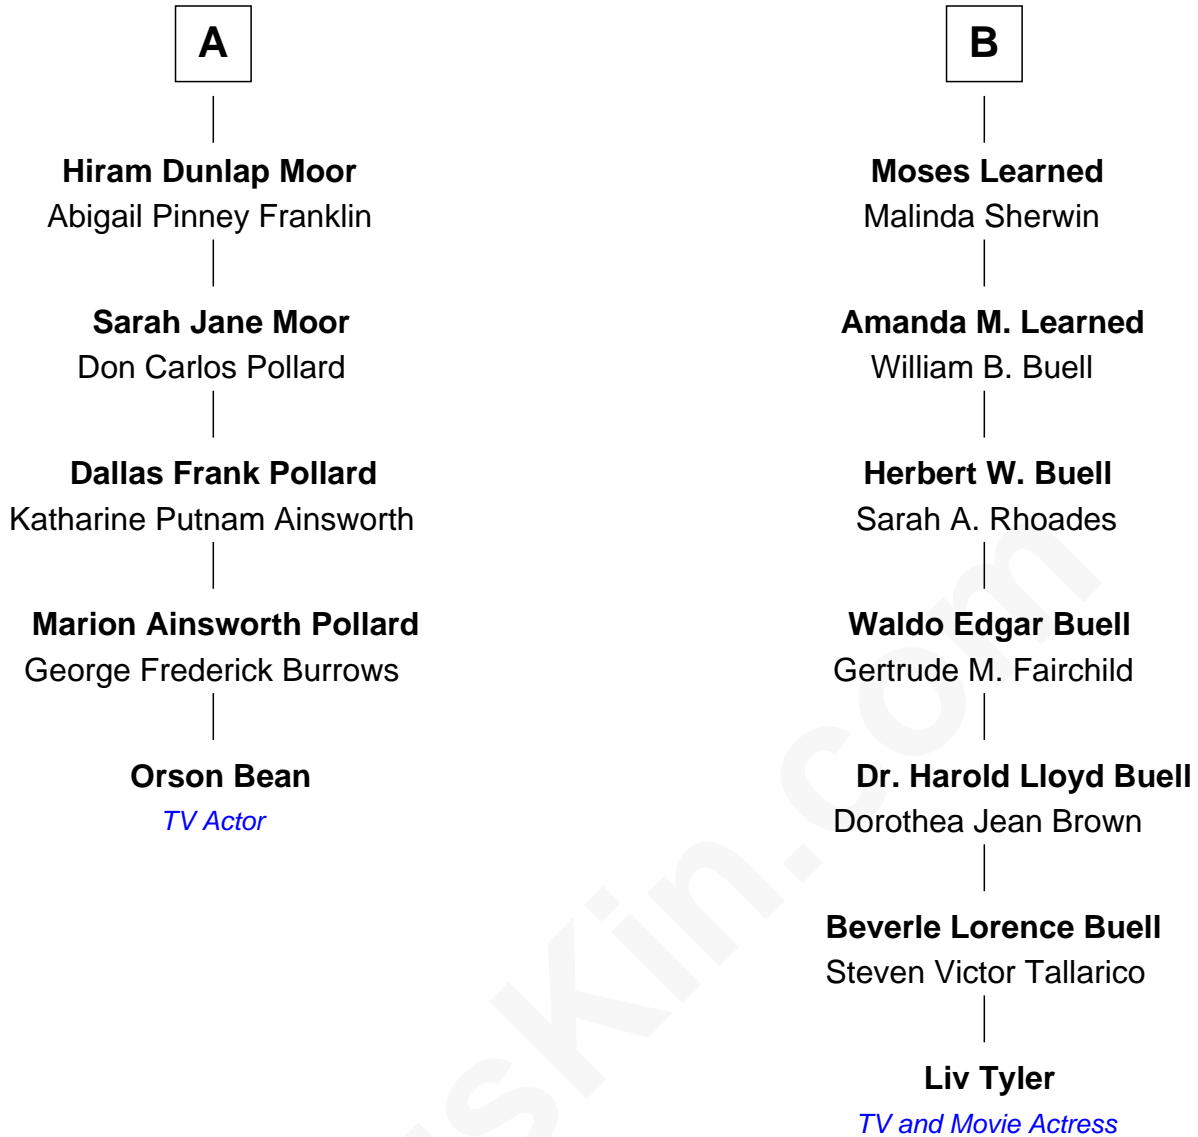 A
Hiram Dunlap Moor
Abigail Pinney Franklin
Sarah Jane Moor
Don Carlos Pollard
Dallas Frank Pollard
Katharine Putnam Ainsworth
Marion Ainsworth Pollard
George Frederick Burrows
Orson Bean
TV Actor
B
Moses Learned
Malinda Sherwin
Amanda M. Learned
William B. Buell
Herbert W. Buell
Sarah A. Rhoades
Waldo Edgar Buell
Gertrude M. Fairchild
Dr. Harold Lloyd Buell
Dorothea Jean Brown
Beverle Lorence Buell
Steven Victor Tallarico
Liv Tyler
TV and Movie Actress
sKin.com